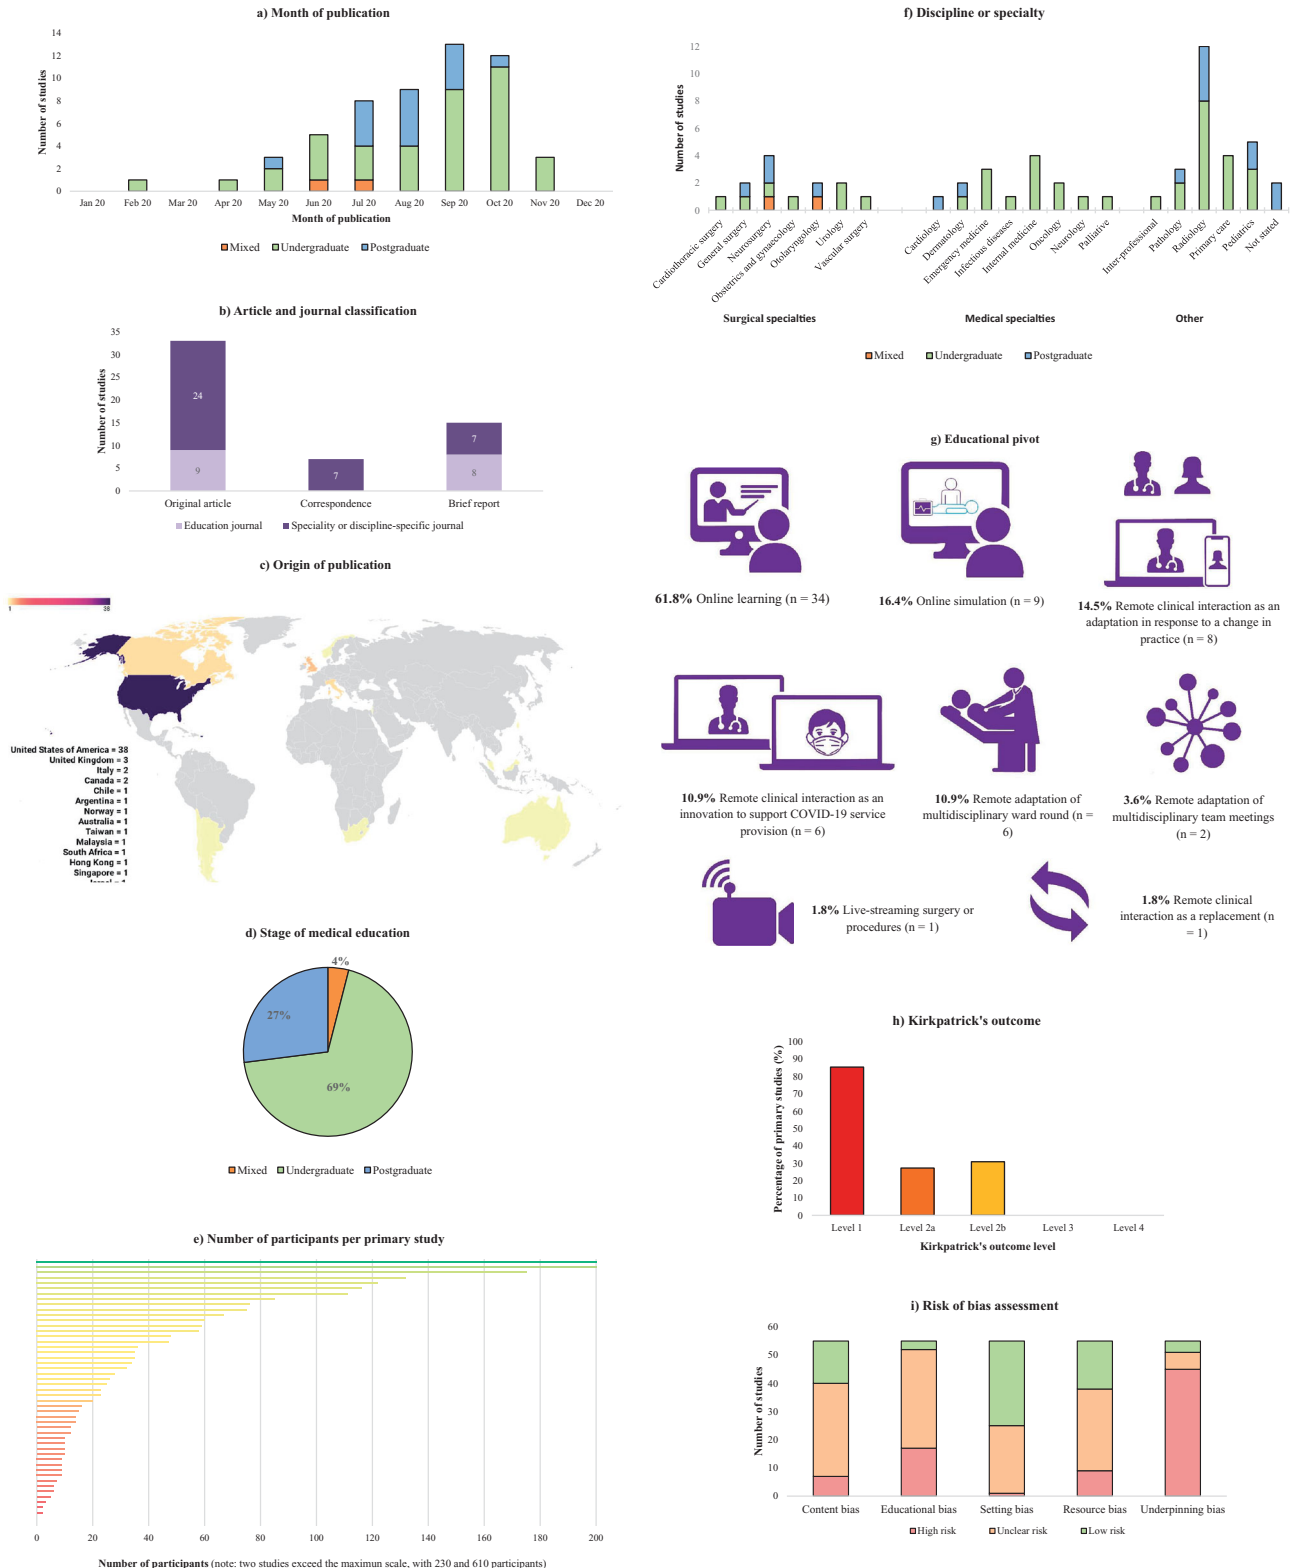 a) Month of publication
14
12
10
8
6
4
2
0
Number of studies
Jan 20 Feb 20 Mar 20 Apr 20 May 20 Jun 20 Jul 20 Aug 20 Sep 20 Oct 20 Nov 20 Dec 20
Month of publication
Mixed Undergraduate Postgraduate
b) Article and journal classification
35
30
25
20
15
10
5
0
Number of studies
24
9
7
7
8
Original article Correspondence Brief report
Education journal Speciality or discipline-specific journal
c) Origin of publication
1 38
United States of America = 38
United Kingdom = 3
Italy = 2
Canada = 2
Chile = 1
Argentina = 1
Norway = 1
Australia = 1
Taiwan = 1
Malaysia = 1
South Africa = 1
Hong Kong = 1
Singapore = 1
Israel = 1
d) Stage of medical education
4%
27%
69%
Mixed Undergraduate Postgraduate
e) Number of participants per primary study
0 20 40 60 80 100 120 140 160 180 200
Number of participants (note: two studies exceed the maximun scale, with 230 and 610 participants)
f) Discipline or specialty
12
10
8
6
4
2
0
Number of studies
Cardiothoracic surgery
General surgery
Neurosurgery
Obstetrics and gynaecology
Otolaryngology
Urology
Vascular surgery
Cardiology
Dermatology
Emergency medicine
Infectious diseases
Internal medicine
Oncology
Neurology
Palliative
Inter-professional
Pathology
Radiology
Primary care
Pediatrics
Not stated
Surgical specialties Medical specialties Other
Mixed Undergraduate Postgraduate
g) Educational pivot
61.8% Online learning (n = 34)
16.4% Online simulation (n = 9)
14.5% Remote clinical interaction as an
adaptation in response to a change in
practice (n = 8)
10.9% Remote clinical interaction as an
innovation to support COVID-19 service
provision (n = 6)
10.9% Remote adaptation of
multidisciplinary ward round (n =
6)
3.6% Remote adaptation of
multidisciplinary team meetings
(n = 2)
1.8% Live-streaming surgery or
procedures (n = 1)
1.8% Remote clinical
interaction as a replacement (n
= 1)
h) Kirkpatrick's outcome
100
90
80
70
60
50
40
30
20
10
0
Percentage of primary studies (%)
Level 1 Level 2a Level 2b Level 3 Level 4
Kirkpatrick's outcome level
i) Risk of bias assessment
60
50
40
30
20
10
0
Number of studies
Content bias Educational bias Setting bias Resource bias Underpinning bias
High risk Unclear risk Low risk